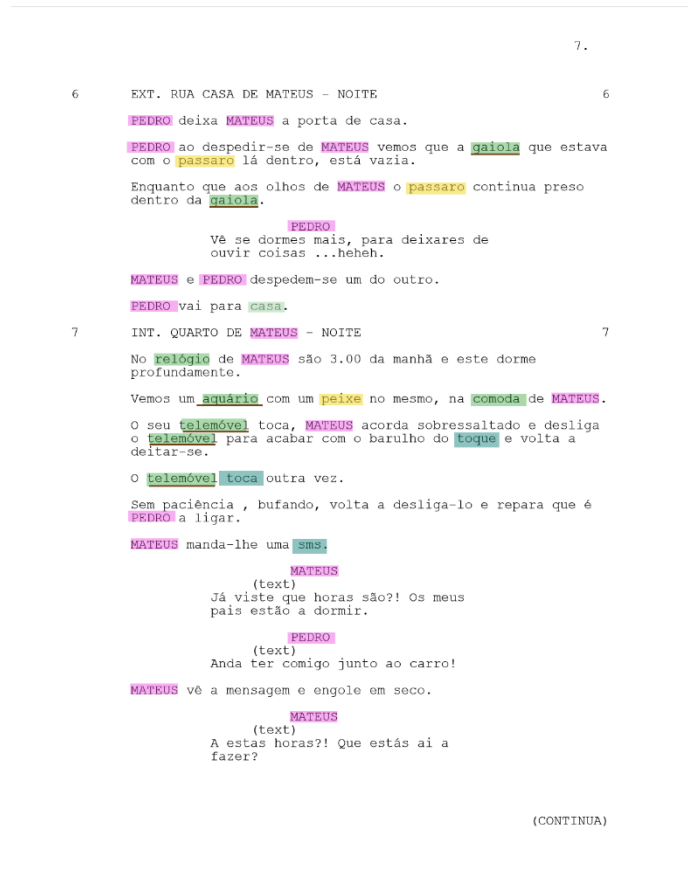 7.
6 EXT. RUA CASA DE MATEUS - NOITE 6
PEDRO deixa MATEUS a porta de casa.
PEDRO ao despedir-se de MATEUS vemos que a gaiola que estava
com o passaro lá dentro, está vazia.
Enquanto que aos olhos de MATEUS o passaro continua preso
dentro da gaiola.
PEDRO
Vê se dormes mais, para deixares de
ouvir coisas ...heheh.
MATEUS e PEDRO despedem-se um do outro.
PEDRO vai para casa.
7 INT. QUARTO DE MATEUS - NOITE 7
No relógio de MATEUS são 3.00 da manhã e este dorme
profundamente.
Vemos um aquário com um peixe no mesmo, na comoda de MATEUS.
O seu telemóvel toca, MATEUS acorda sobressaltado e desliga
o telemóvel para acabar com o barulho do toque e volta a
deitar-se.
O telemóvel toca outra vez.
Sem paciência , bufando, volta a desliga-lo e repara que é
PEDRO a ligar.
MATEUS manda-lhe uma sms.
MATEUS
(text)
Já viste que horas são?! Os meus
pais estão a dormir.
PEDRO
(text)
Anda ter comigo junto ao carro!
MATEUS vê a mensagem e engole em seco.
MATEUS
(text)
A estas horas?! Que estás ai a
fazer?
(CONTINUA)